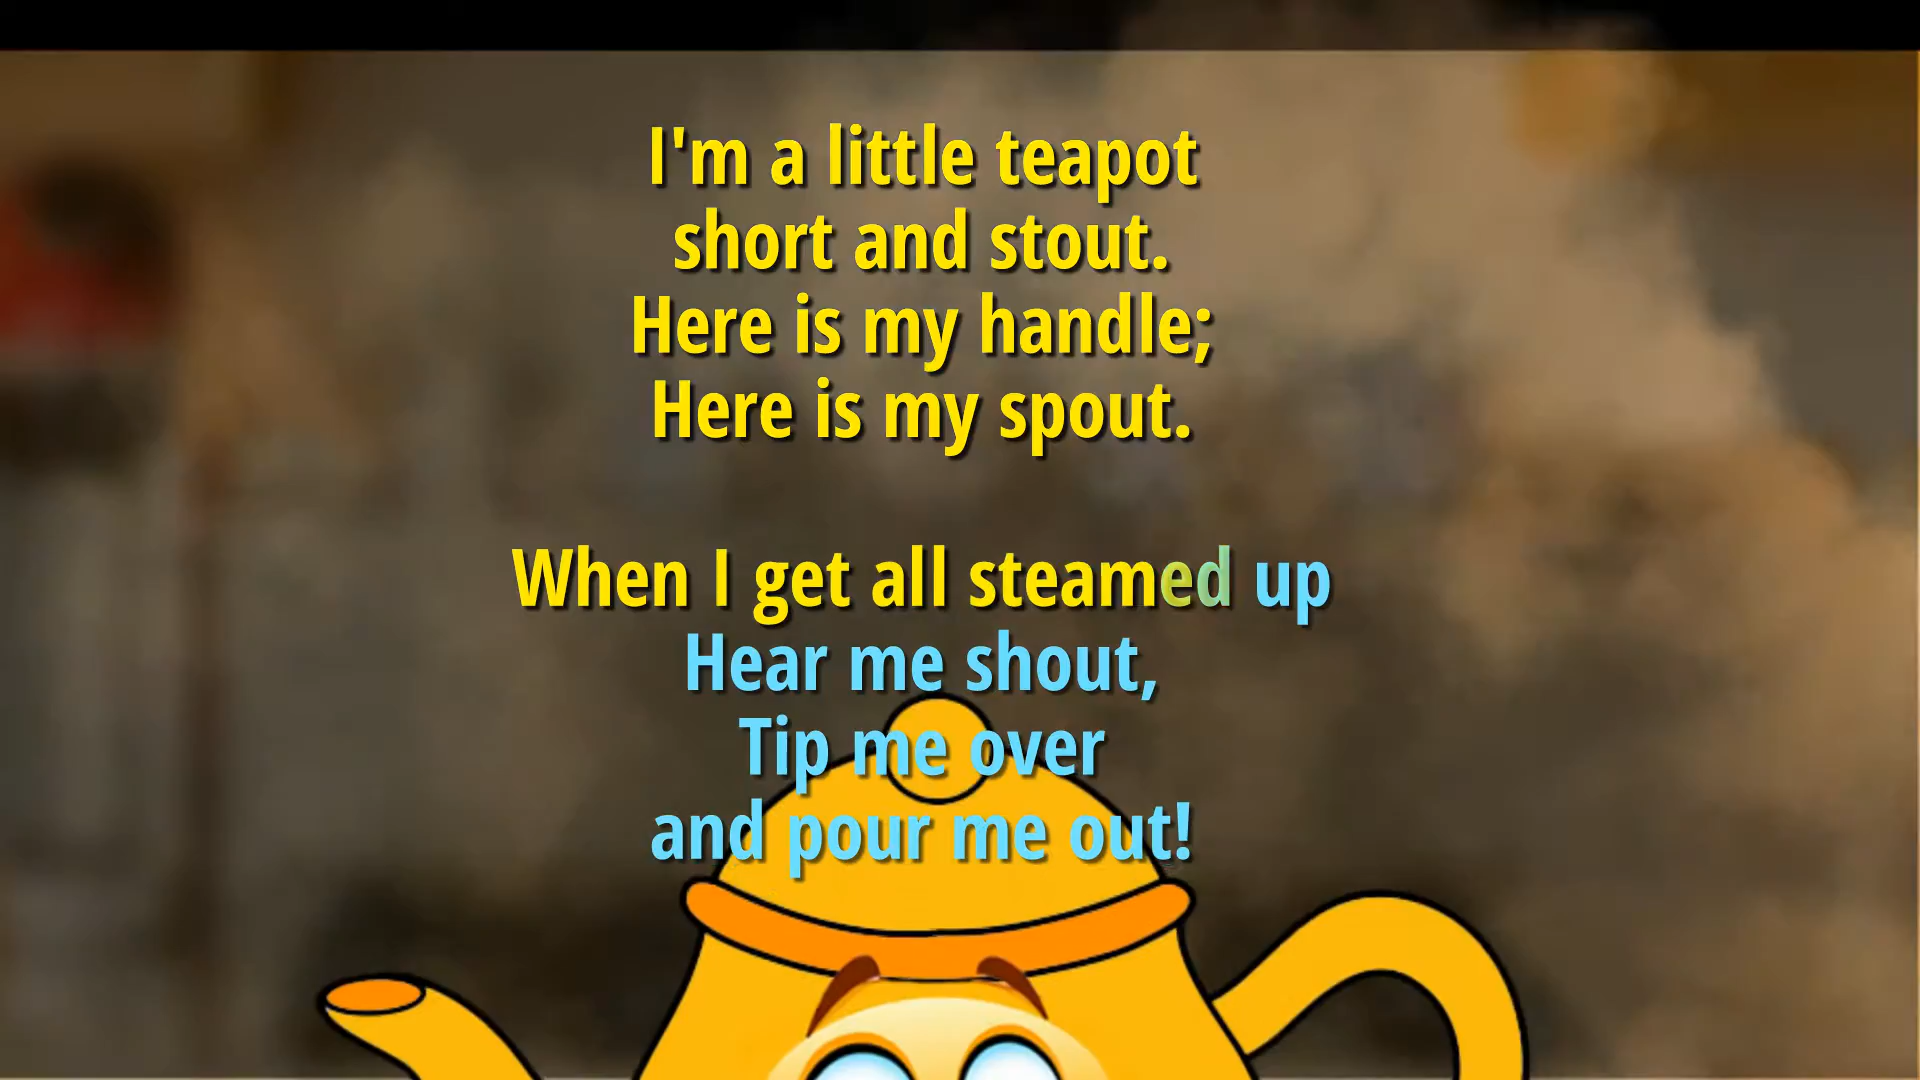 I'm a little teapot
short and stout.
Here is my handle;
Here is my spout.
When I get all steamed up
Hear me shout,
Tip me over
and pour me out!